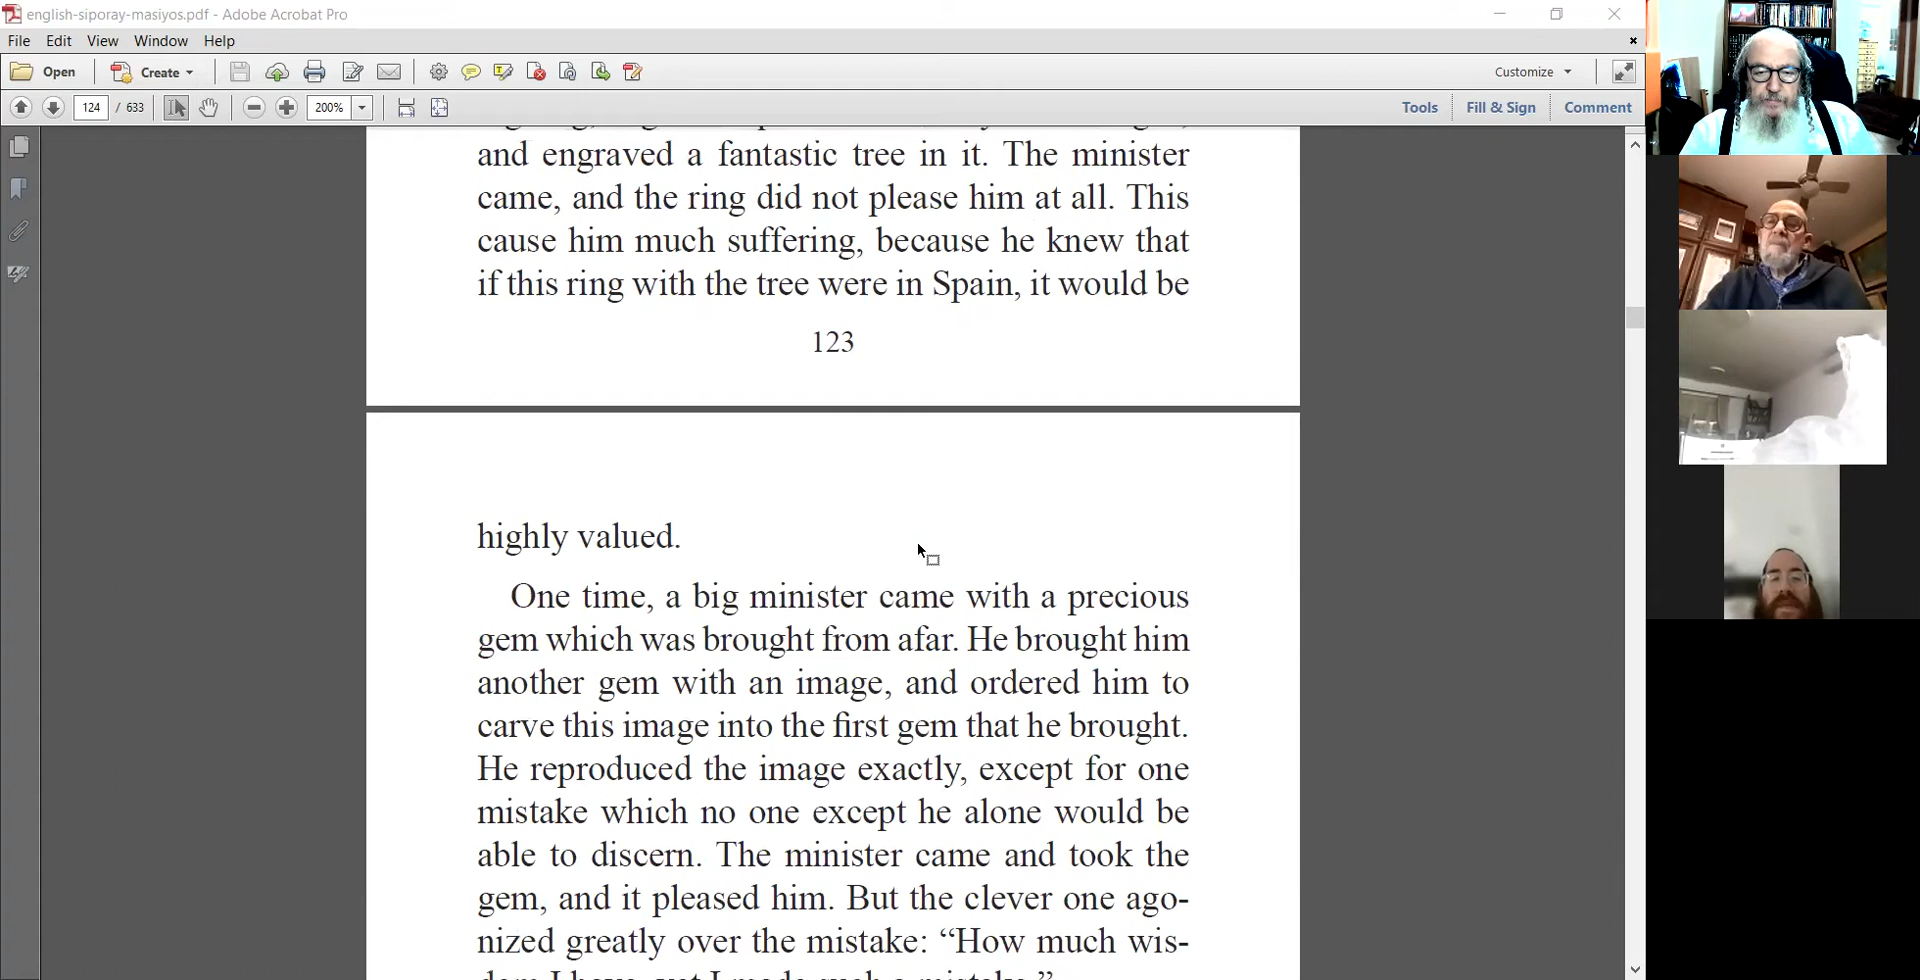 english-siporay-masiyos.pdf - Adobe Acrobat Pro
File Edit View Window Help
Open Create Customize
124 / 633 200% Tools Fill & Sign Comment
and engraved a fantastic tree in it. The minister
came, and the ring did not please him at all. This
cause him much suffering, because he knew that
if this ring with the tree were in Spain, it would be
123
highly valued.
One time, a big minister came with a precious
gem which was brought from afar. He brought him
another gem with an image, and ordered him to
carve this image into the first gem that he brought.
He reproduced the image exactly, except for one
mistake which no one except he alone would be
able to discern. The minister came and took the
gem, and it pleased him. But the clever one ago-
nized greatly over the mistake: “How much wis-
dom I have, yet I made such a mistake.”